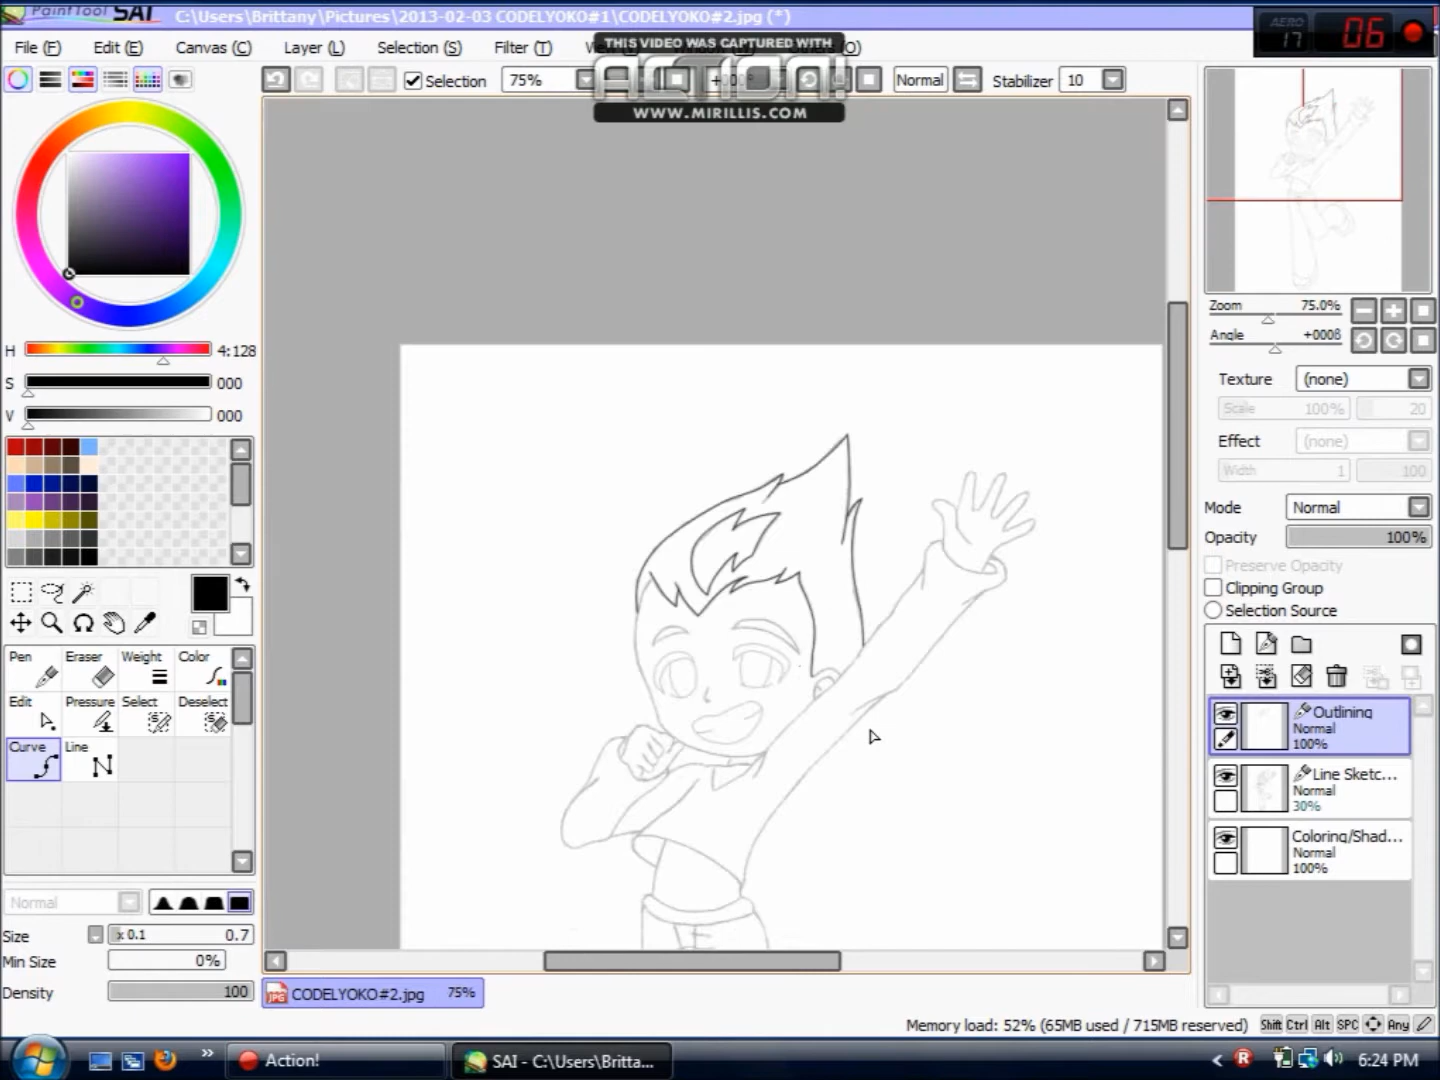 PaintTool SAI C:\Users\Brittany\Pictures\2013-02-03 CODELYOKO#1\CODELYOKO#2.jpg (*)
AERO 17 06
File (F) Edit (E) Canvas (C) Layer (L) Selection (S) Filter (T)
THIS VIDEO WAS CAPTURED WITH
ACTION!
WWW.MIRILLIS.COM
Selection 75% Normal Stabilizer 10
H 4:128
S 000
V 000
Pen Eraser Weight Color
Edit Pressure Select Deselect
Curve Line
Normal
Size x 0.1 0.7
Min Size 0%
Density 100
Zoom 75.0%
Angle +0008
Texture (none)
Scale 100% 20
Effect (none)
Width 1 100
Mode Normal
Opacity 100%
Preserve Opacity
Clipping Group
Selection Source
Outlining
Normal
100%
Line Sketc...
Normal
30%
Coloring/Shad...
Normal
100%
CODELYOKO#2.jpg 75%
Memory load: 52% (65MB used / 715MB reserved) Shift Ctrl Alt SPC Any
Action! SAI - C:\Users\Britta... 6:24 PM